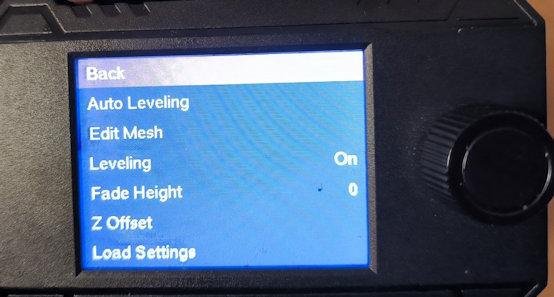 Back
Auto Leveling
Edit Mesh
Leveling On
Fade Height 0
Z Offset
Load Settings